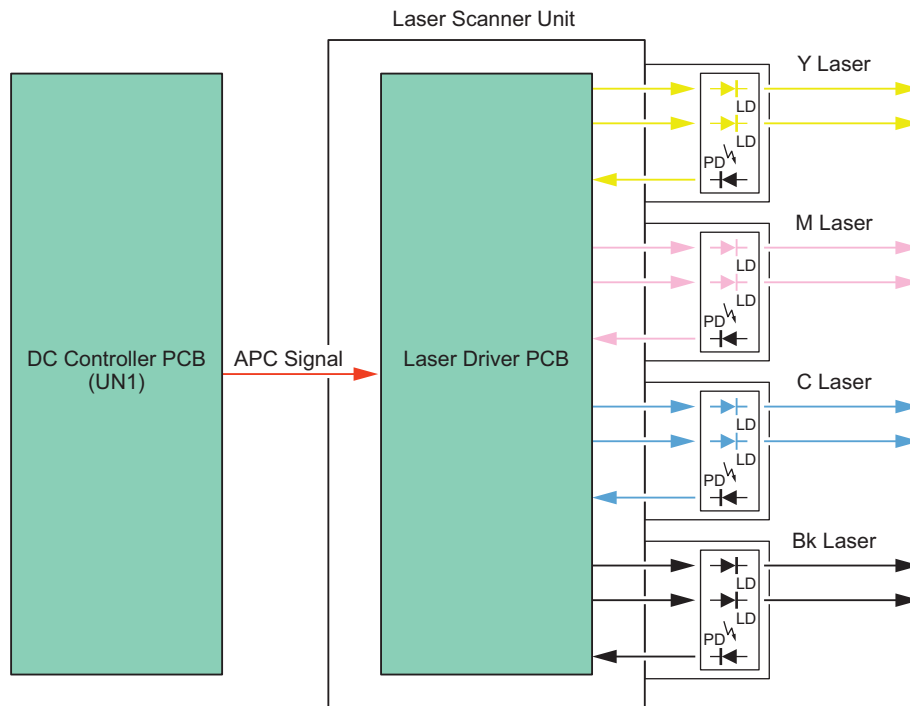 Laser Scanner Unit
DC Controller PCB
(UN1)
APC Signal
Laser Driver PCB
Y Laser
LD
LD
PD
M Laser
LD
LD
PD
C Laser
LD
LD
PD
Bk Laser
LD
LD
PD